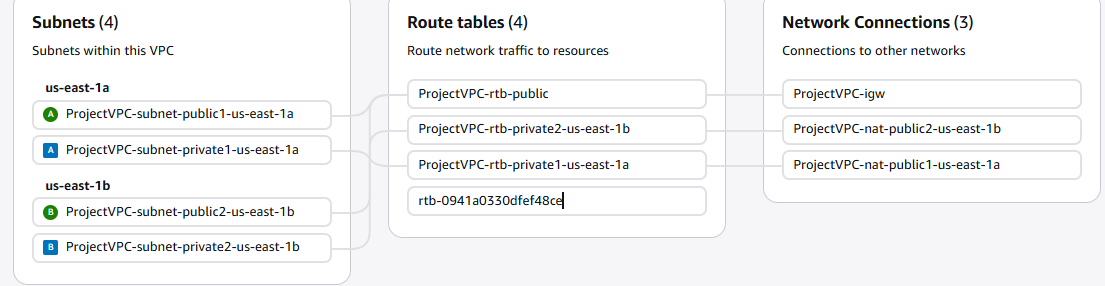 Subnets (4)
Subnets within this VPC
us-east-1a
A ProjectVPC-subnet-public1-us-east-1a
A ProjectVPC-subnet-private1-us-east-1a
us-east-1b
B ProjectVPC-subnet-public2-us-east-1b
B ProjectVPC-subnet-private2-us-east-1b
Route tables (4)
Route network traffic to resources
ProjectVPC-rtb-public
ProjectVPC-rtb-private2-us-east-1b
ProjectVPC-rtb-private1-us-east-1a
rtb-0941a0330dfef48ce
Network Connections (3)
Connections to other networks
ProjectVPC-igw
ProjectVPC-nat-public2-us-east-1b
ProjectVPC-nat-public1-us-east-1a